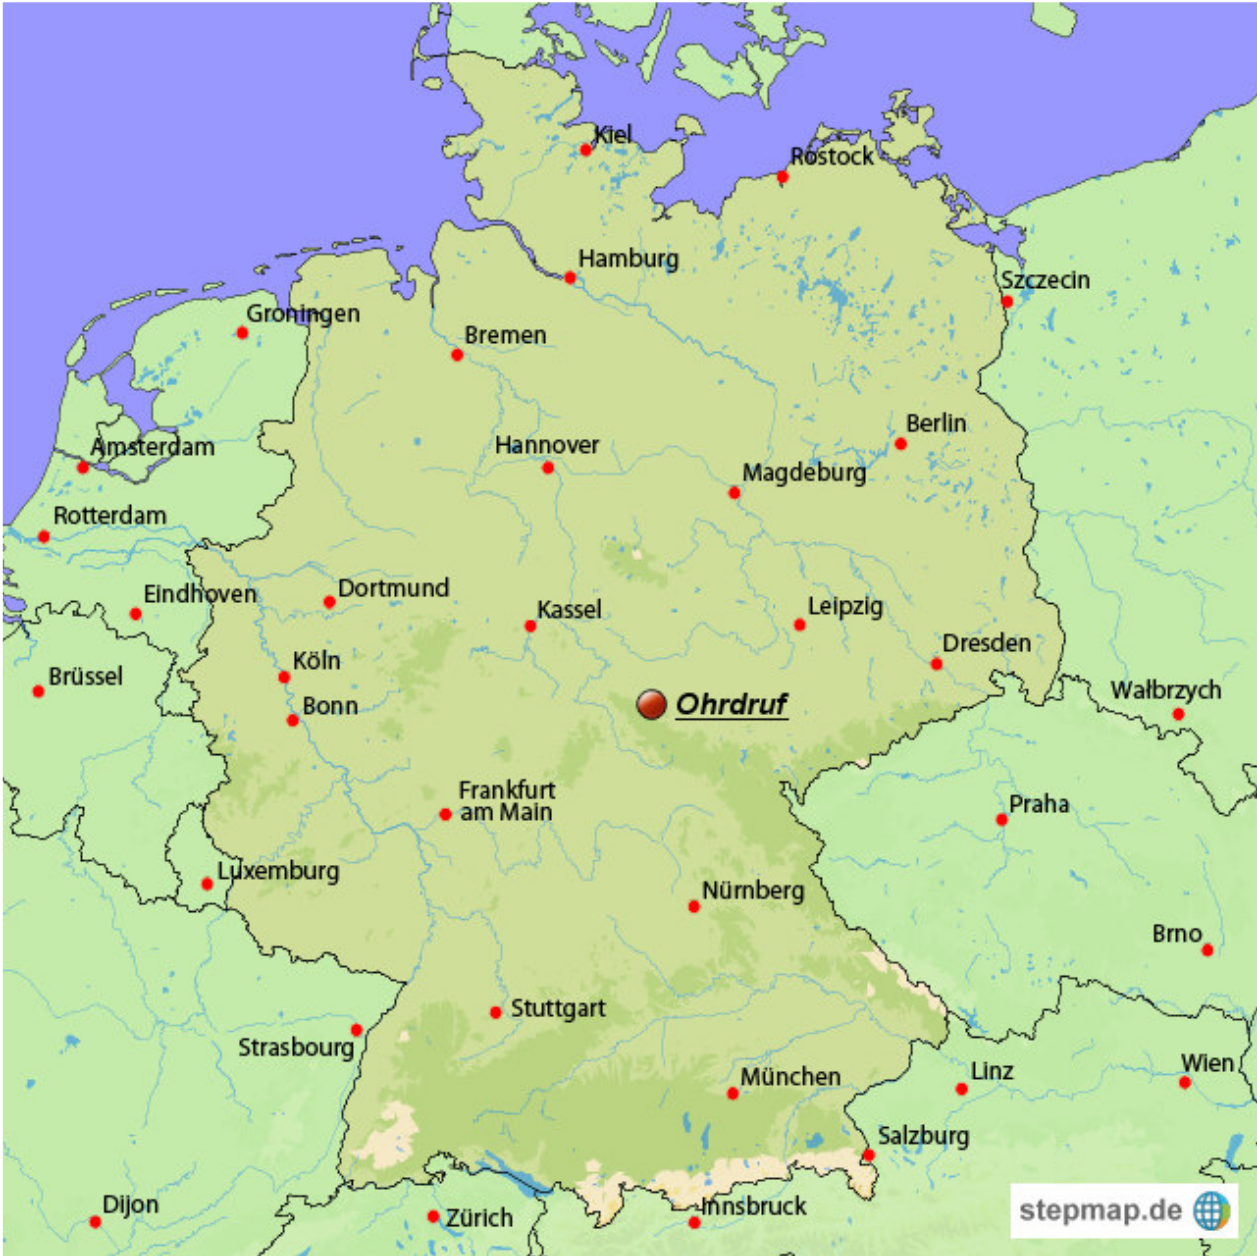 Kiel
Rostock
Hamburg
Szczecin
Groningen
Bremen
Berlin
Amsterdam
Hannover
Magdeburg
Rotterdam
Eindhoven
Dortmund
Kassel
Leipzig
Dresden
Köln
Brüssel
Wałbrzych
Bonn
Ohrdruf
Frankfurt
am Main
Praha
Luxemburg
Nürnberg
Brno
Stuttgart
Strasbourg
München
Linz
Wien
Salzburg
Dijon
Zürich
Innsbruck
stepmap.de